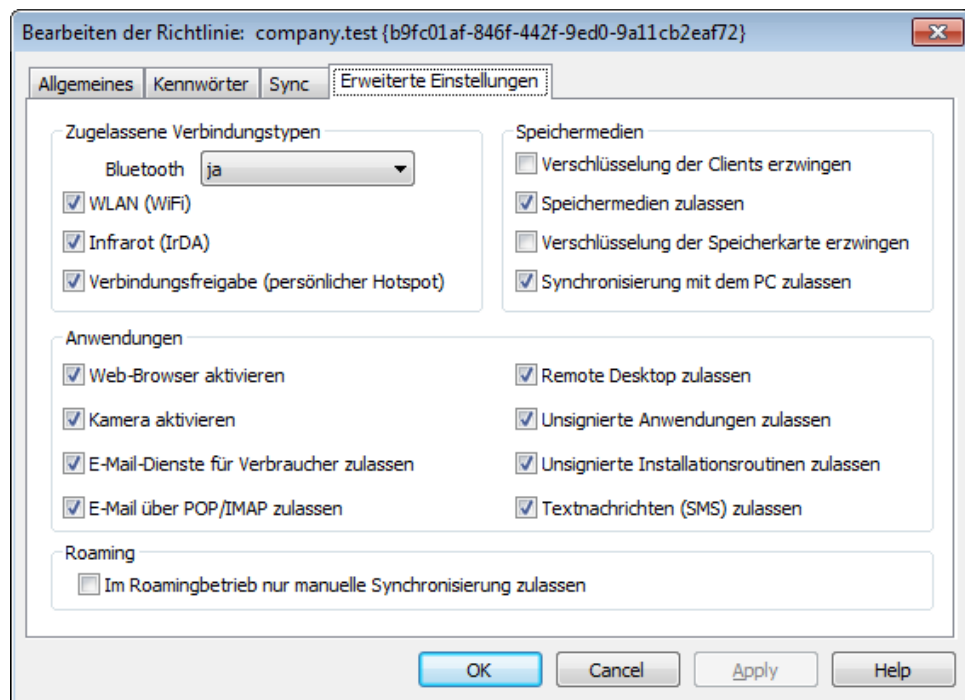 Bearbeiten der Richtlinie: company.test {b9fc01af-846f-442f-9ed0-9a11cb2eaf72}
Allgemeines Kennwörter Sync Erweiterte Einstellungen
Zugelassene Verbindungstypen
Bluetooth ja
WLAN (WiFi)
Infrarot (IrDA)
Verbindungsfreigabe (persönlicher Hotspot)
Speichermedien
Verschlüsselung der Clients erzwingen
Speichermedien zulassen
Verschlüsselung der Speicherkarte erzwingen
Synchronisierung mit dem PC zulassen
Anwendungen
Web-Browser aktivieren
Kamera aktivieren
E-Mail-Dienste für Verbraucher zulassen
E-Mail über POP/IMAP zulassen
Remote Desktop zulassen
Unsignierte Anwendungen zulassen
Unsignierte Installationsroutinen zulassen
Textnachrichten (SMS) zulassen
Roaming
Im Roamingbetrieb nur manuelle Synchronisierung zulassen
OK Cancel Apply Help